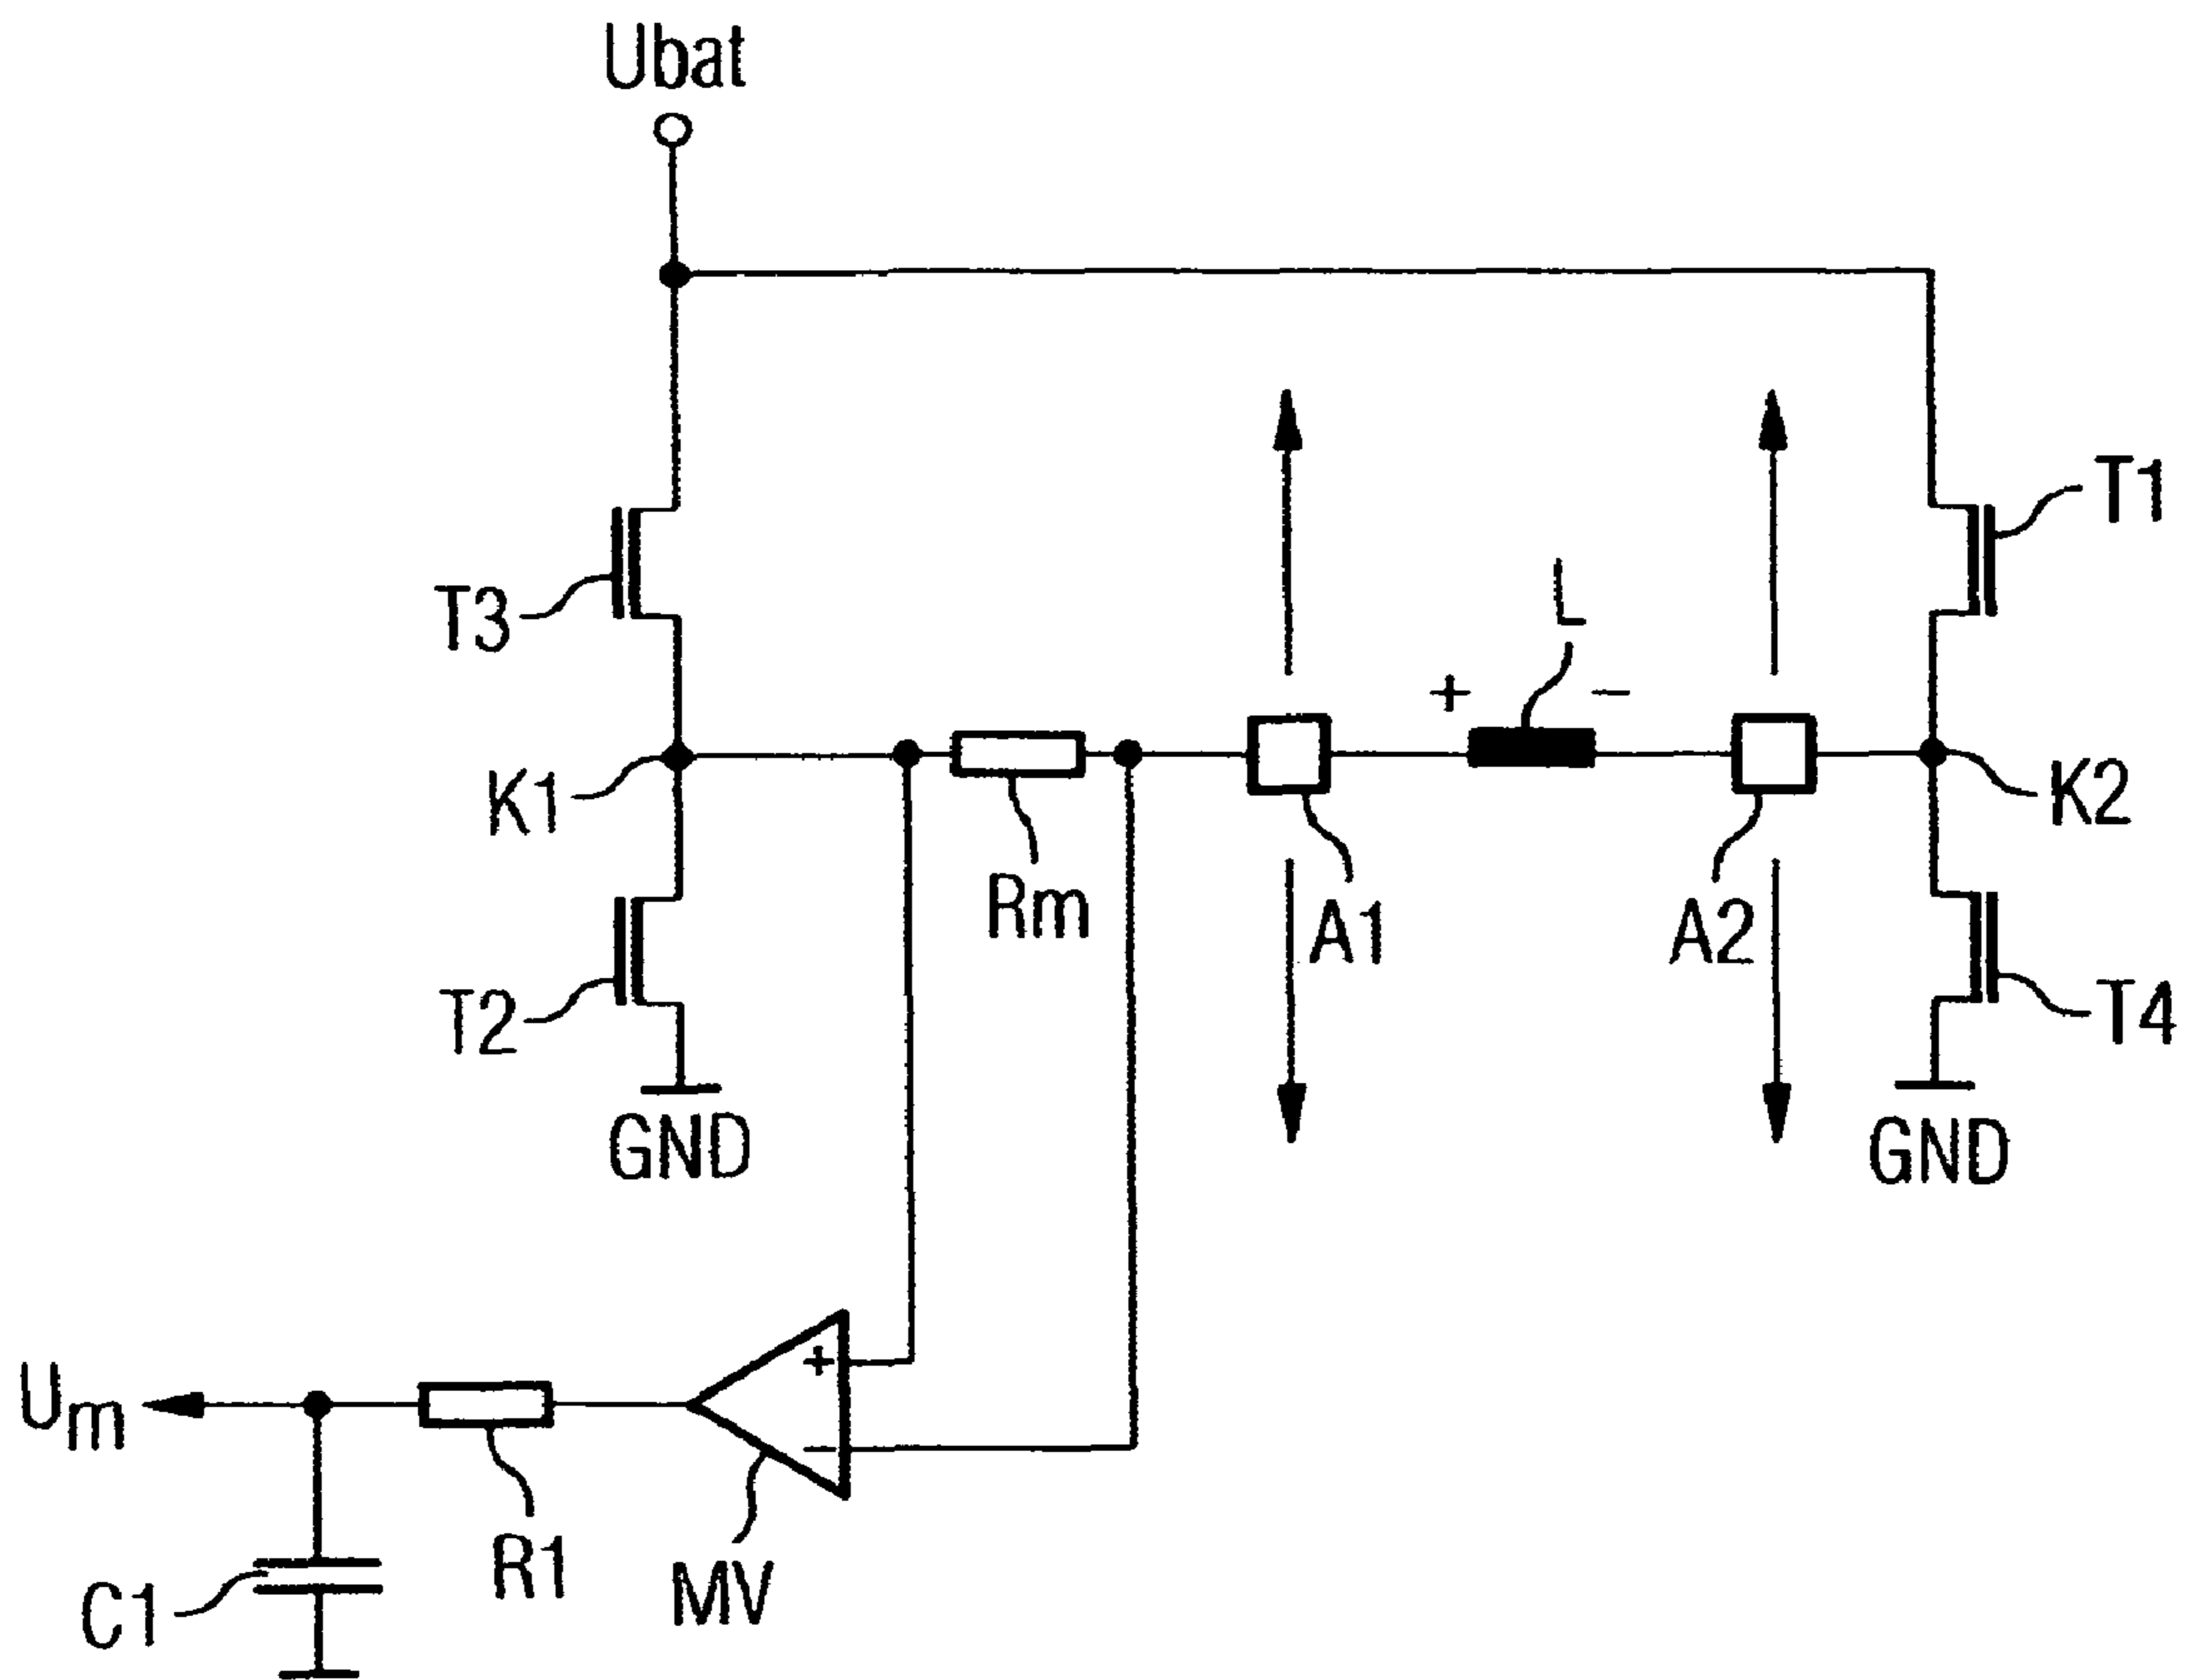 Ubat
T1
T3
L
+ -
K1
K2
Rm
A1
A2
T2
T4
GND
GND
+
Um
-
R1
MV
C1